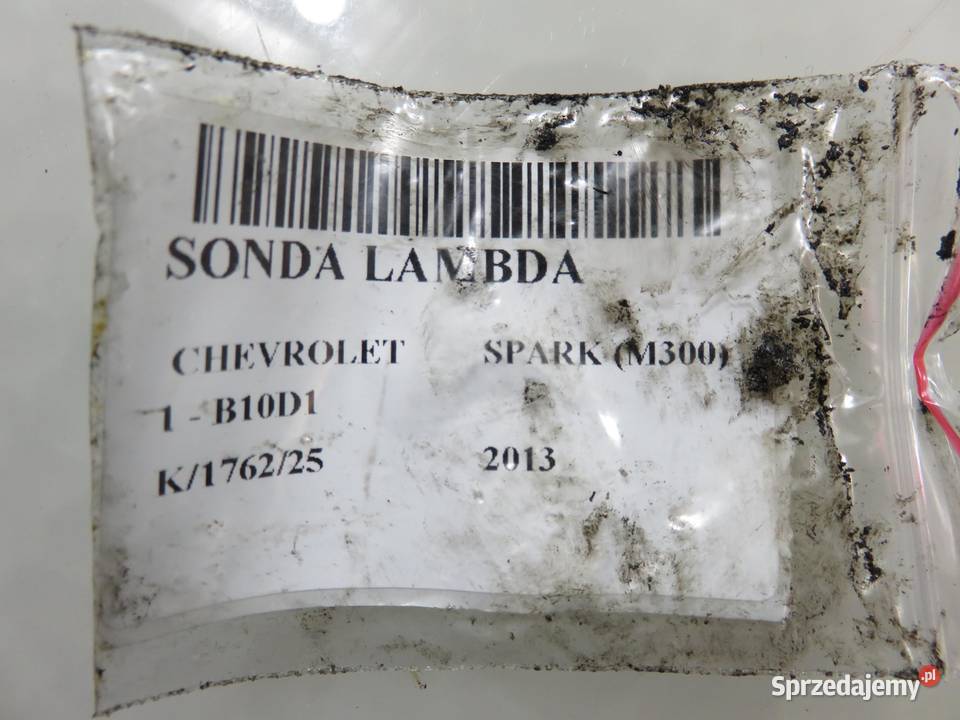 SONDA LAMBDA
CHEVROLET SPARK (M300)
1 - B10D1
K/1762/25 2013
Sprzedajemy.pl